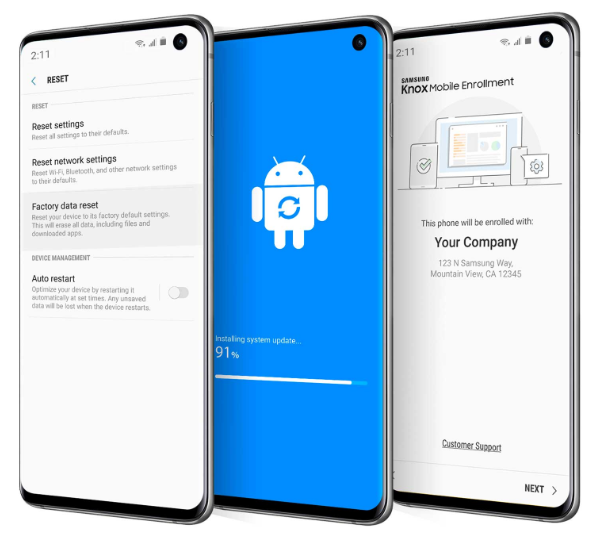 2:11
RESET
RESET
Reset settings
Reset all settings to their defaults.
Reset network settings
Reset Wi-Fi, Bluetooth, and other network settings
to their defaults.
Factory data reset
Reset your device to its factory default settings.
This will erase all data, including files and
downloaded apps.
DEVICE MANAGEMENT
Auto restart
Optimize your device by restarting it
automatically at set times. Any unsaved
data will be lost when the device restarts.
Installing system update...
91%
2:11
SAMSUNG
Knox Mobile Enrollment
This phone will be enrolled with:
Your Company
123 N Samsung Way,
Mountain View, CA 12345
Customer Support
NEXT